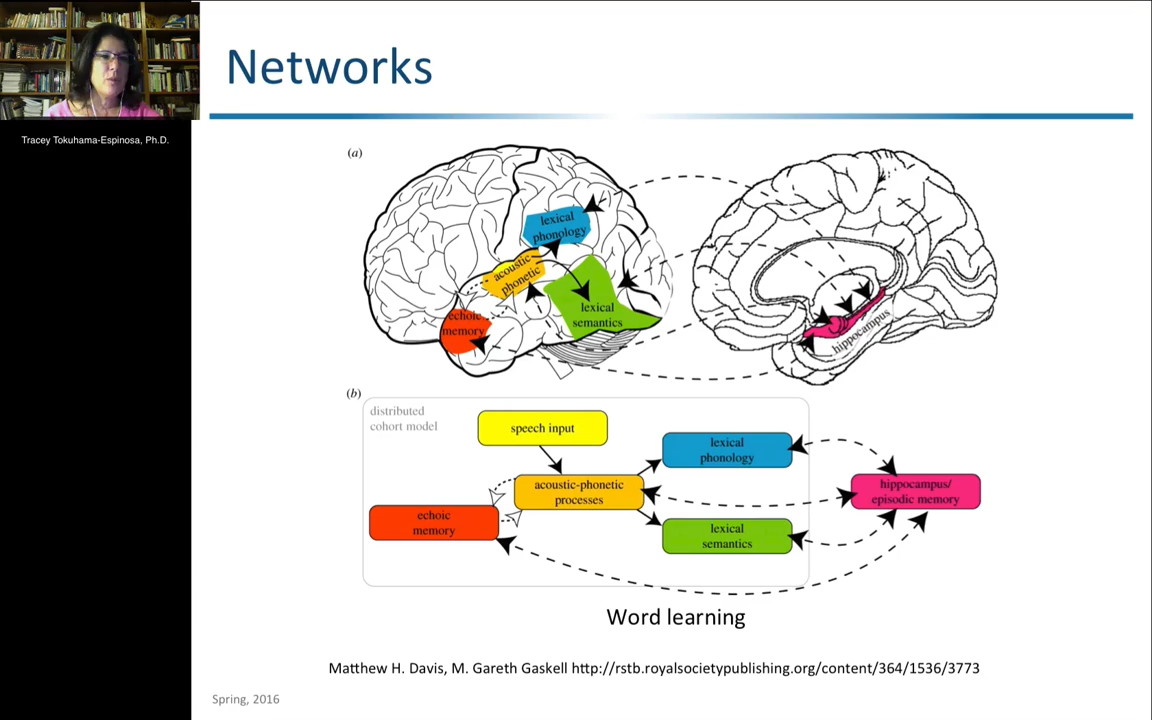 Networks
Tracey Tokuhama-Espinosa, Ph.D.
(a)
lexical
phonology
acoustic
phonetic
lexical
semantics
echoic
memory
hippocampus
(b)
distributed
cohort model
speech input
lexical
phonology
acoustic-phonetic
processes
hippocampus/
episodic memory
echoic
memory
lexical
semantics
Word learning
Matthew H. Davis, M. Gareth Gaskell http://rstb.royalsocietypublishing.org/content/364/1536/3773
Spring, 2016